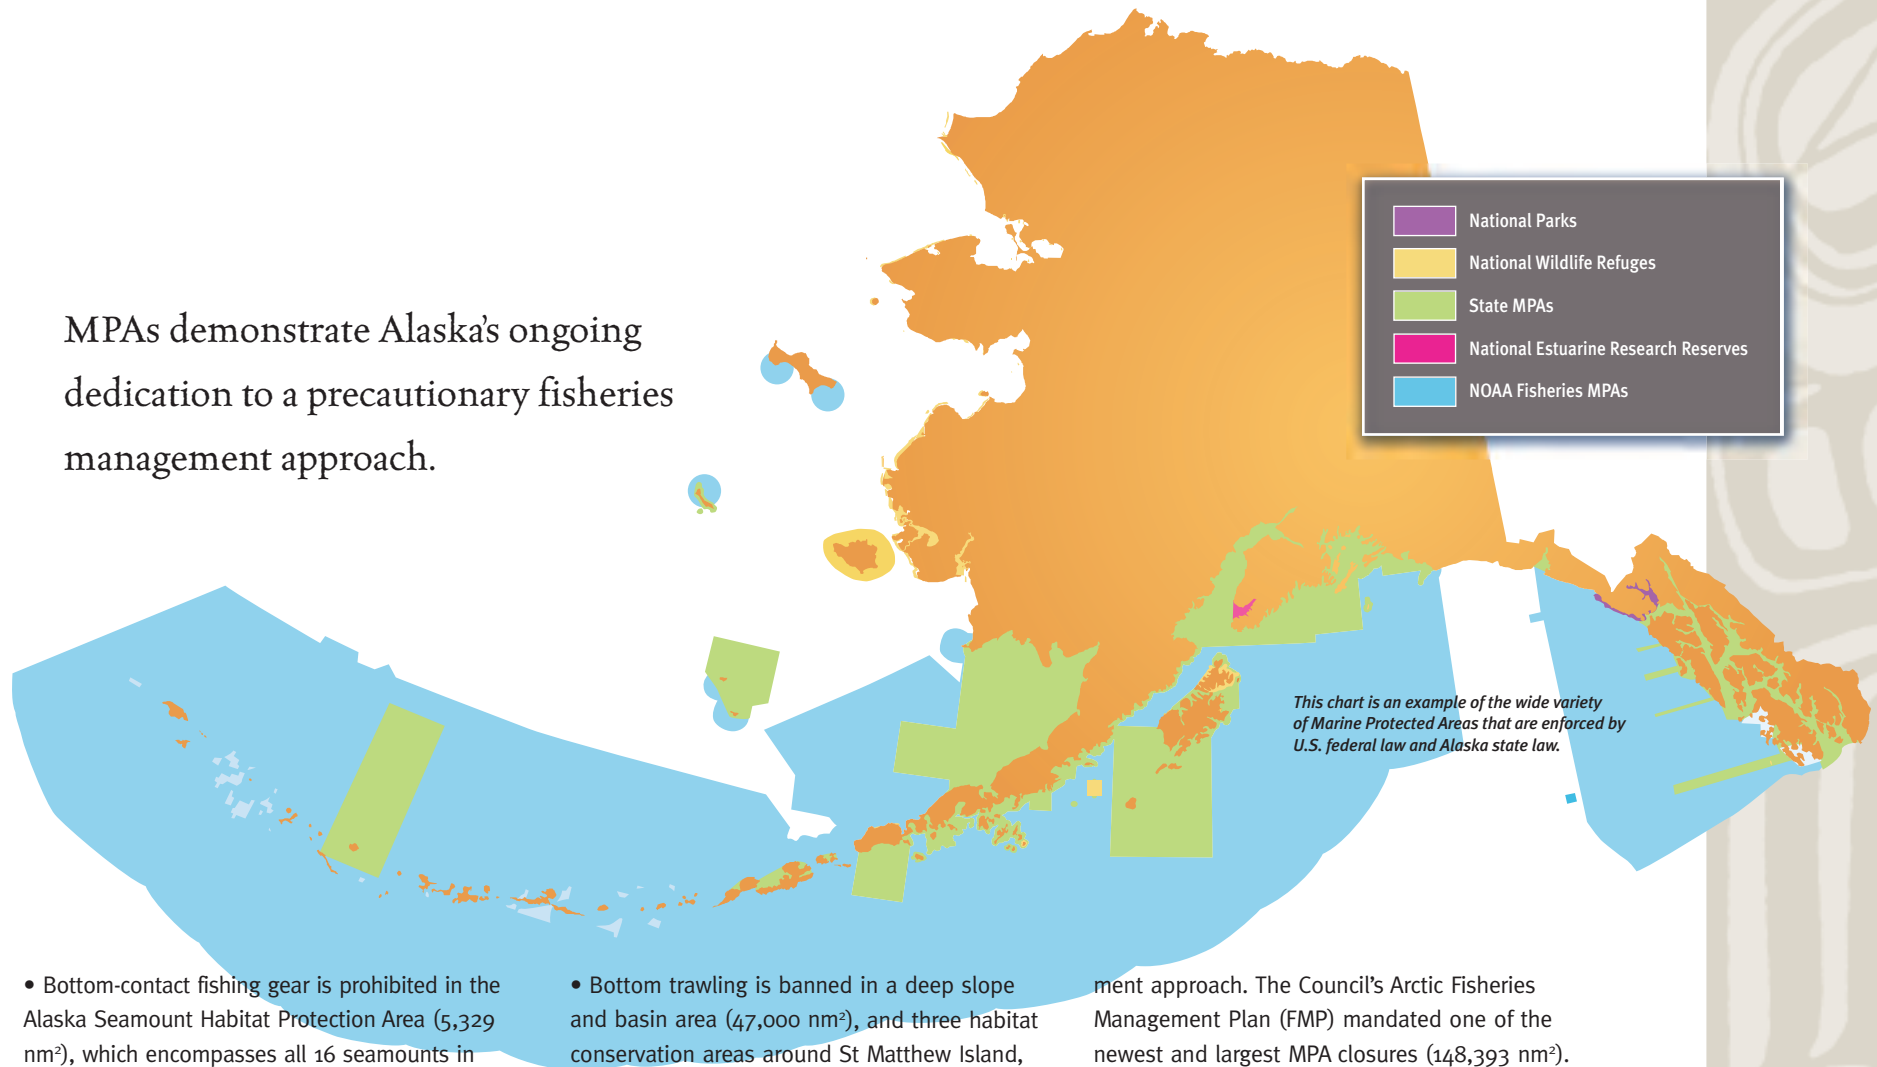 MPAs demonstrate Alaska’s ongoing
dedication to a precautionary fisheries
management approach.
National Parks
National Wildlife Refuges
State MPAs
National Estuarine Research Reserves
NOAA Fisheries MPAs
This chart is an example of the wide variety
of Marine Protected Areas that are enforced by
U.S. federal law and Alaska state law.
• Bottom-contact fishing gear is prohibited in the
Alaska Seamount Habitat Protection Area (5,329
nm²), which encompasses all 16 seamounts in
• Bottom trawling is banned in a deep slope
and basin area (47,000 nm²), and three habitat
conservation areas around St Matthew Island,
ment approach. The Council’s Arctic Fisheries
Management Plan (FMP) mandated one of the
newest and largest MPA closures (148,393 nm²).